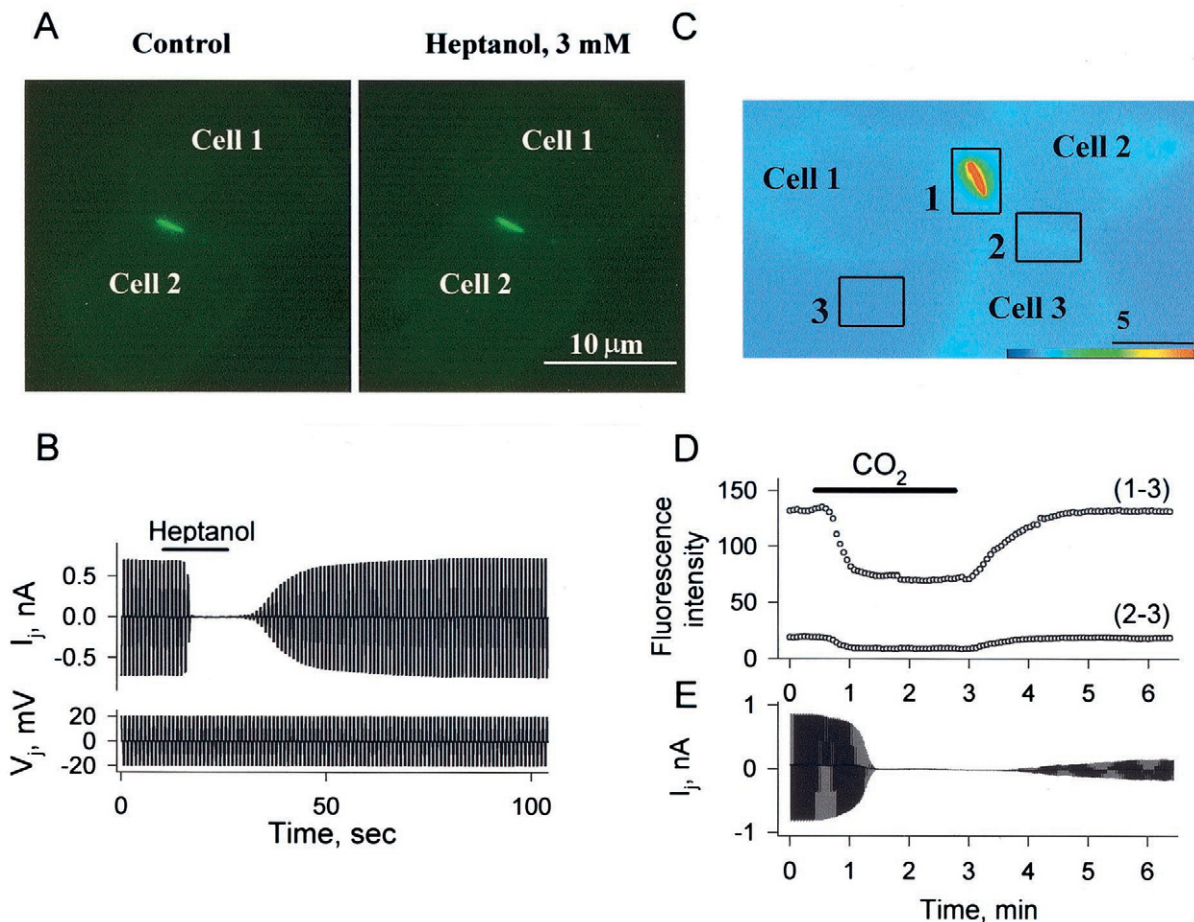 A
Control
Heptanol, 3 mM
Cell 1
Cell 2
Cell 1
Cell 2
10 μm
B
Heptanol
I_j, nA
0.5
0.0
-0.5
V_j, mV
20
0
-20
0 50 100
Time, sec
C
Cell 1
Cell 2
1
2
3
Cell 3
5
D
CO₂
Fluorescence
intensity
150
100
50
0
(1-3)
(2-3)
0 1 2 3 4 5 6
E
I_j, nA
1
0
-1
0 1 2 3 4 5 6
Time, min